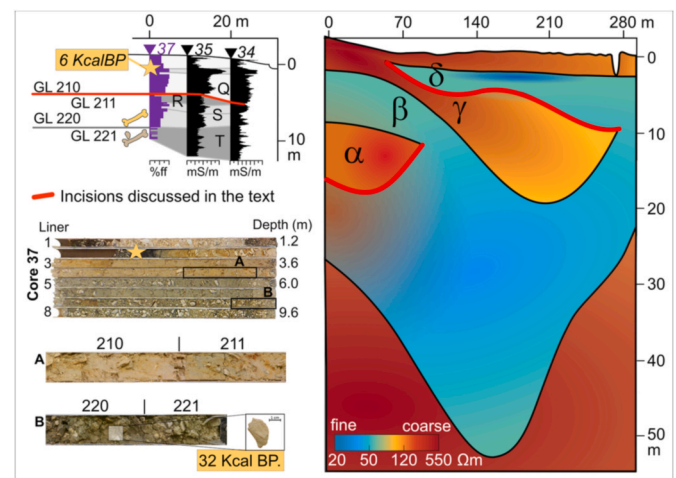 0 20 m
37 35 34
6 KcalBP
0
GL 210
GL 211
GL 220
GL 221
Q
R
S
T
10
m
%ff mS/m mS/m
Incisions discussed in the text
Liner Depth (m)
Core 37
1 1.2
3 3.6
5 6.0
8 9.6
A
B
210 | 211
A
220 | 221
B
32 Kcal BP.
0 70 140 210 280 m
0
10
20
30
40
50
m
δ
β
γ
α
fine coarse
20 50 120 550 Ωm